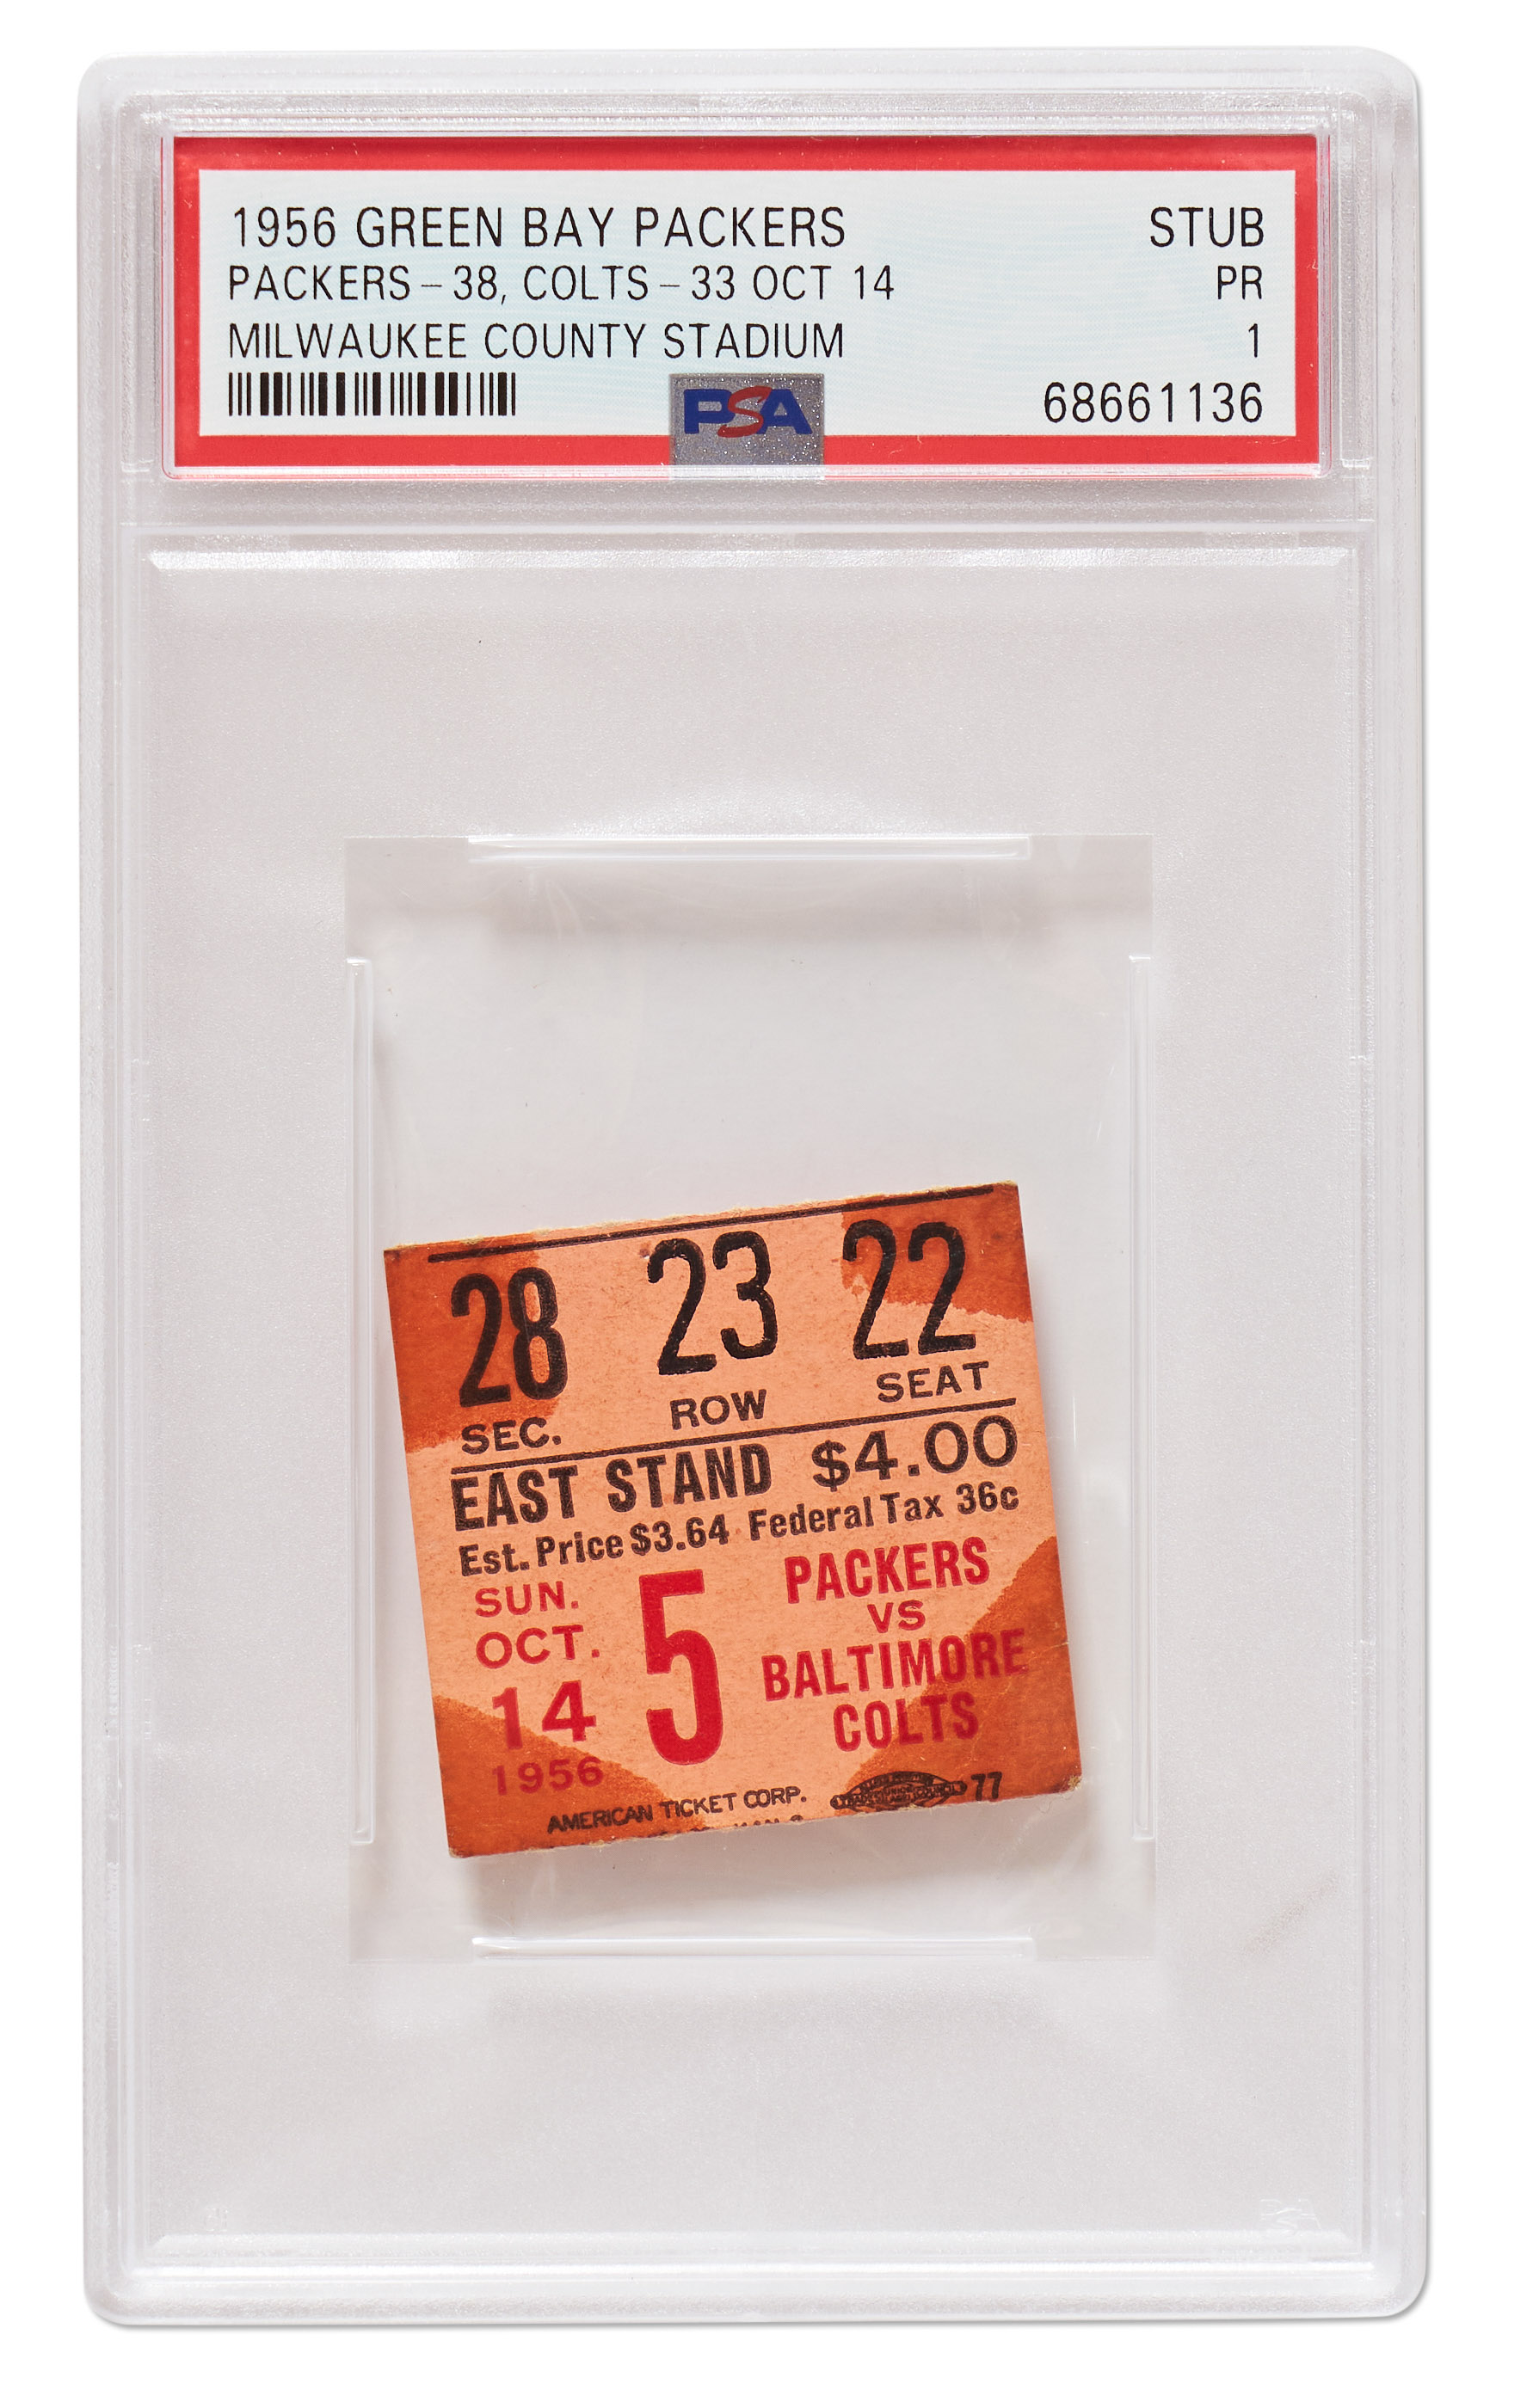 1956 GREEN BAY PACKERS STUB
PACKERS-38, COLTS-33 OCT 14 PR
MILWAUKEE COUNTY STADIUM 1
PSA 68661136
28 23 22
SEC. ROW SEAT
EAST STAND $4.00
Est. Price $3.64 Federal Tax 36c
SUN.
OCT.
14
1956
5
PACKERS
VS
BALTIMORE
COLTS
AMERICAN TICKET CORP. 77